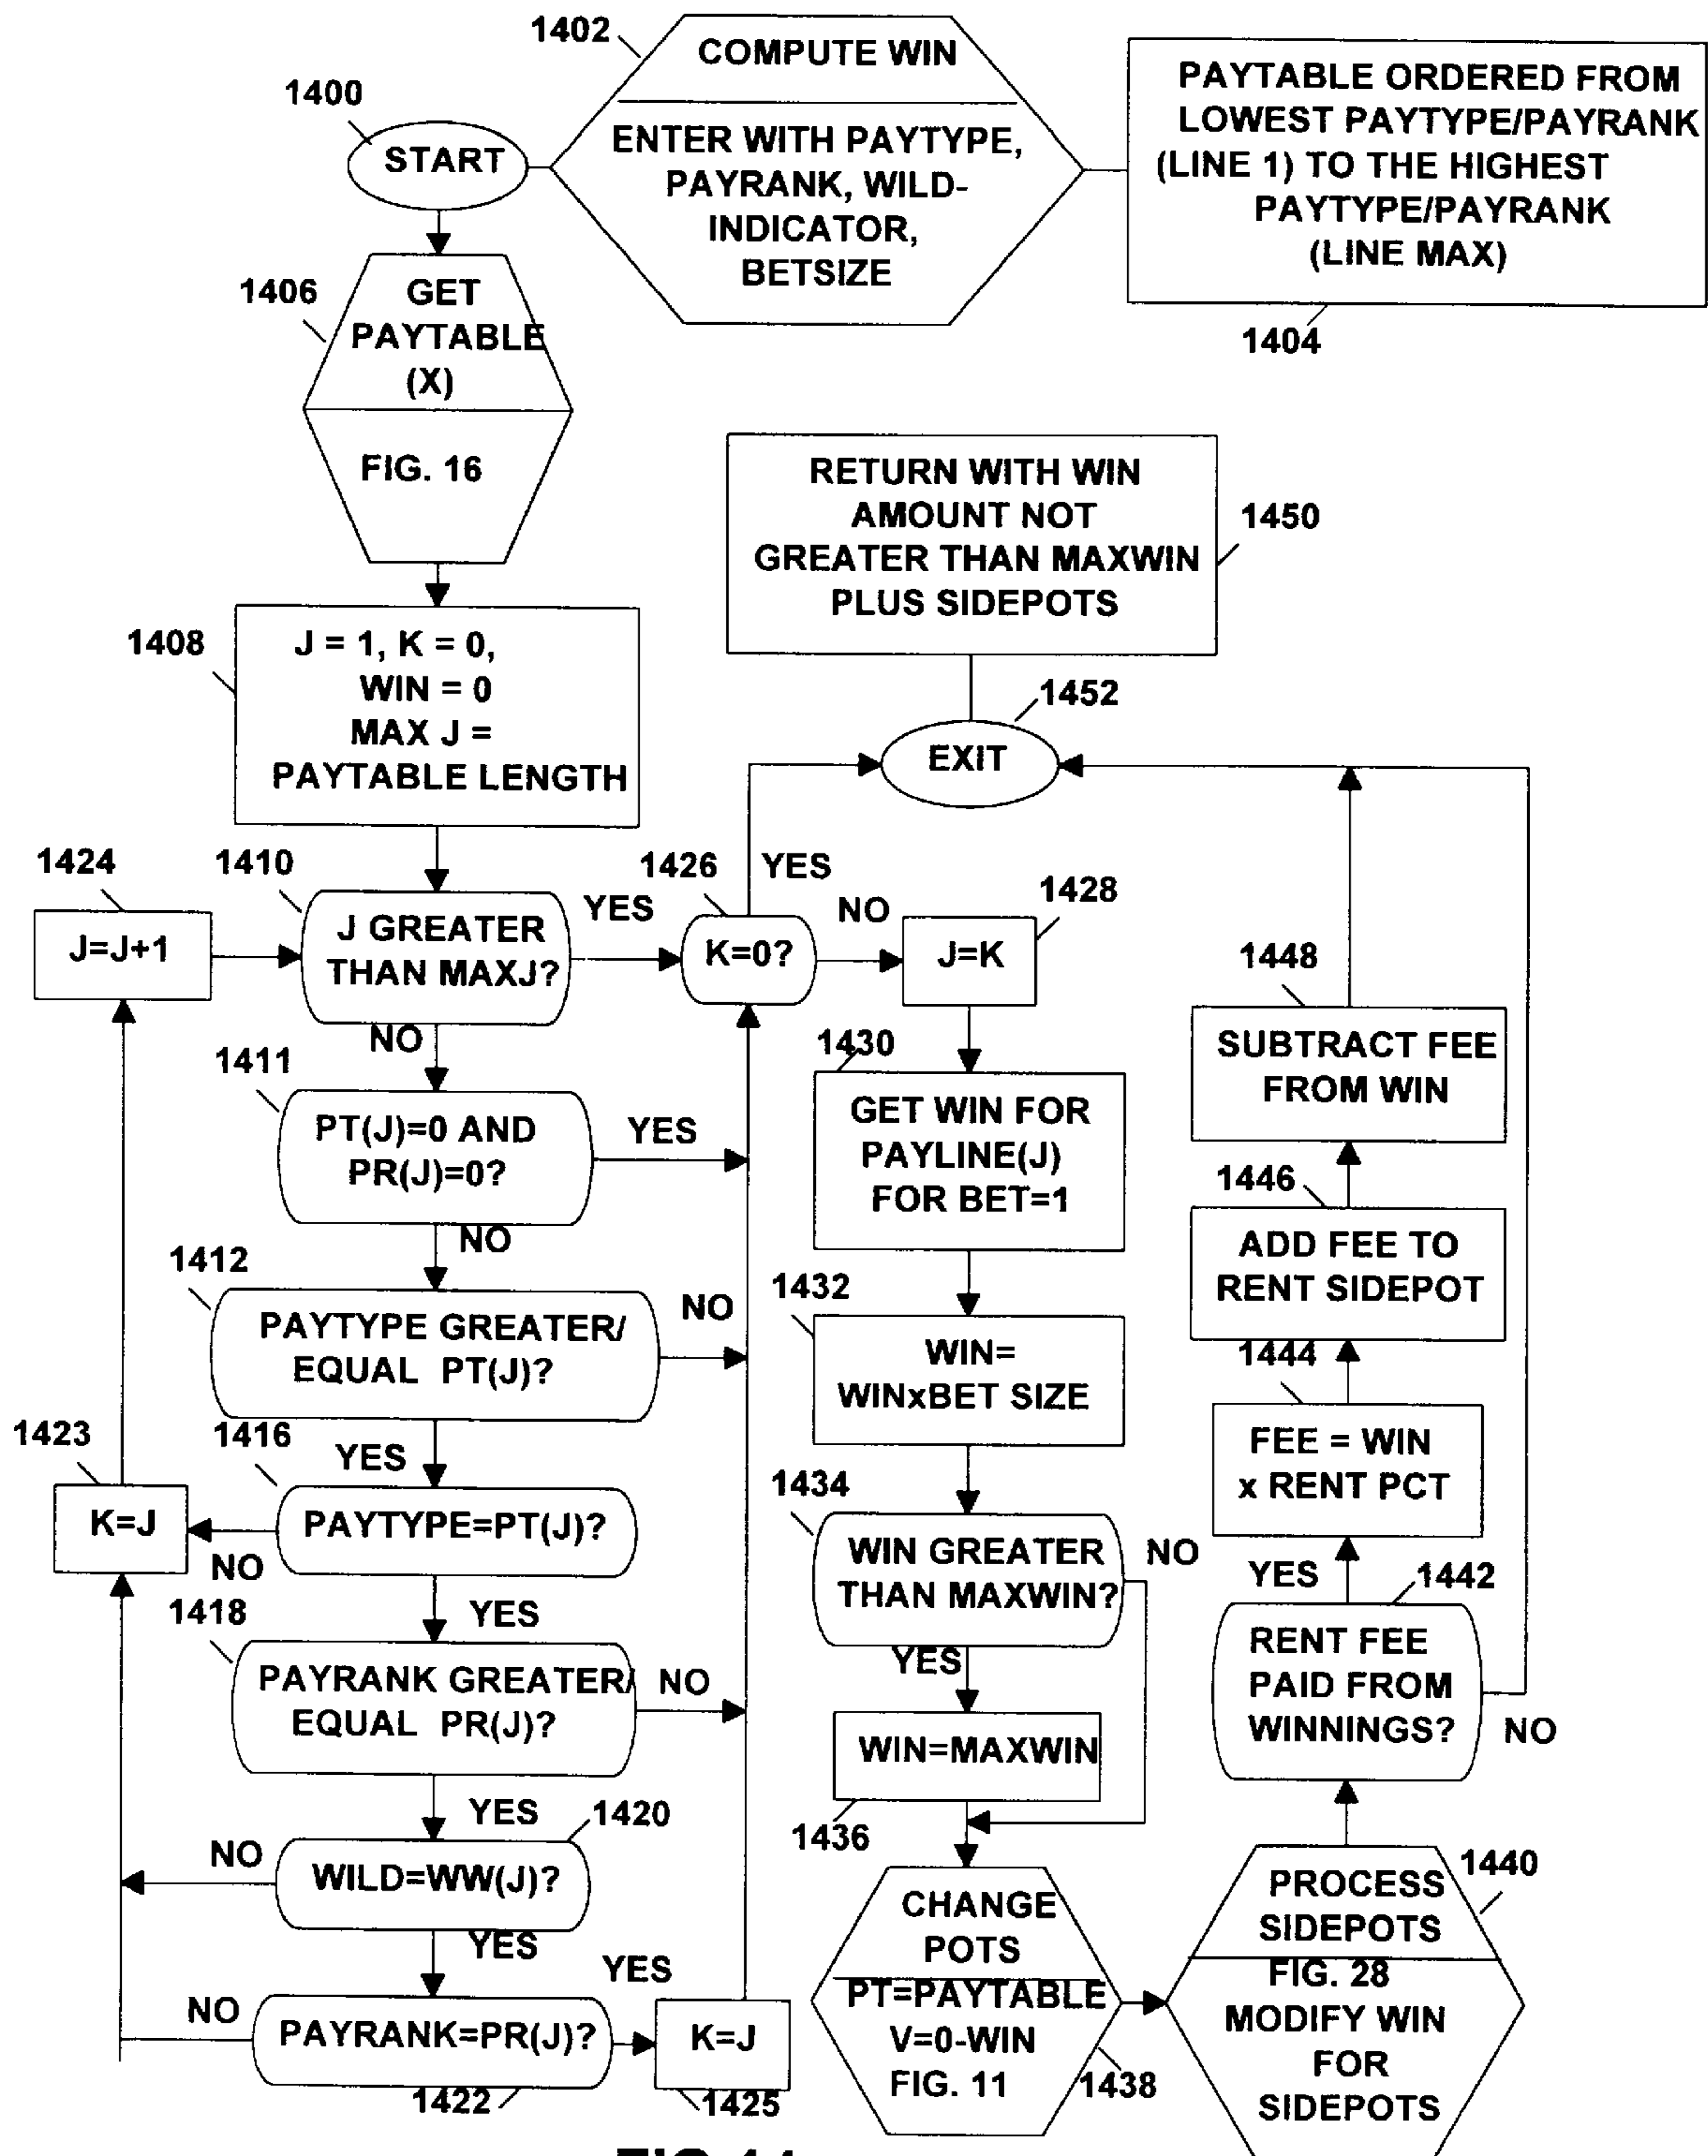 1402
COMPUTE WIN
ENTER WITH PAYTYPE,
PAYRANK, WILD-
INDICATOR,
BETSIZE
PAYTABLE ORDERED FROM
LOWEST PAYTYPE/PAYRANK
(LINE 1) TO THE HIGHEST
PAYTYPE/PAYRANK
(LINE MAX)
1404
1400
START
1406
GET
PAYTABLE
(X)
FIG. 16
RETURN WITH WIN
AMOUNT NOT
GREATER THAN MAXWIN
PLUS SIDEPOTS
1450
1408
J = 1, K = 0,
WIN = 0
MAX J =
PAYTABLE LENGTH
1452
EXIT
1424
J=J+1
1410
J GREATER
THAN MAXJ?
YES
NO
1426
K=0?
YES
NO
1428
J=K
1411
PT(J)=0 AND
PR(J)=0?
YES
NO
1412
PAYTYPE GREATER/
EQUAL PT(J)?
NO
YES
1416
PAYTYPE=PT(J)?
NO
YES
1423
K=J
1418
PAYRANK GREATER/
EQUAL PR(J)?
NO
YES
1420
WILD=WW(J)?
NO
YES
PAYRANK=PR(J)?
NO
YES
1422
K=J
1425
1430
GET WIN FOR
PAYLINE(J)
FOR BET=1
1432
WIN=
WINxBET SIZE
1434
WIN GREATER
THAN MAXWIN?
NO
YES
WIN=MAXWIN
1436
CHANGE
POTS
PT=PAYTABLE
V=0-WIN
FIG. 11
1438
1440
PROCESS
SIDEPOTS
FIG. 28
MODIFY WIN
FOR
SIDEPOTS
1442
RENT FEE
PAID FROM
WINNINGS?
YES
NO
1444
FEE = WIN
x RENT PCT
1446
ADD FEE TO
RENT SIDEPOT
1448
SUBTRACT FEE
FROM WIN